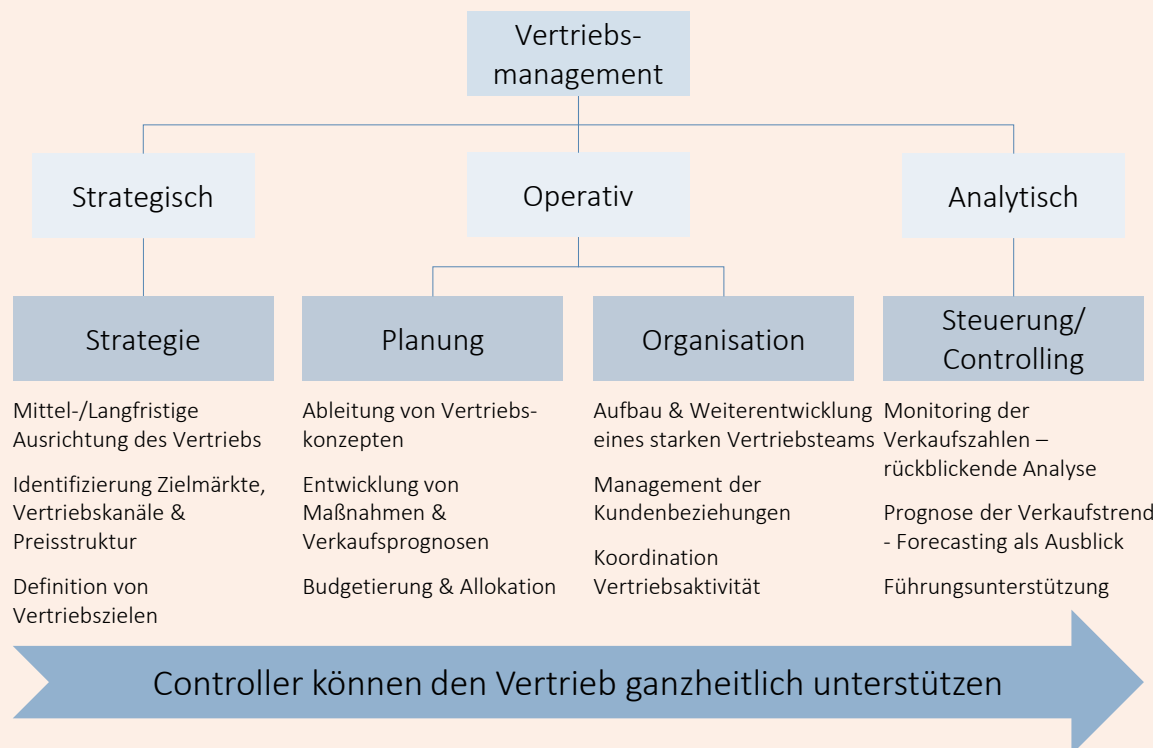 Vertriebs-
management
Strategisch
Operativ
Analytisch
Strategie
Planung
Organisation
Steuerung/
Controlling
Mittel-/Langfristige
Ausrichtung des Vertriebs
Identifizierung Zielmärkte,
Vertriebskanäle &
Preisstruktur
Definition von
Vertriebszielen
Ableitung von Vertriebs-
konzepten
Entwicklung von
Maßnahmen &
Verkaufsprognosen
Budgetierung & Allokation
Aufbau & Weiterentwicklung
eines starken Vertriebsteams
Management der
Kundenbeziehungen
Koordination
Vertriebsaktivität
Monitoring der
Verkaufszahlen –
rückblickende Analyse
Prognose der Verkaufstrend
- Forecasting als Ausblick
Führungsunterstützung
Controller können den Vertrieb ganzheitlich unterstützen